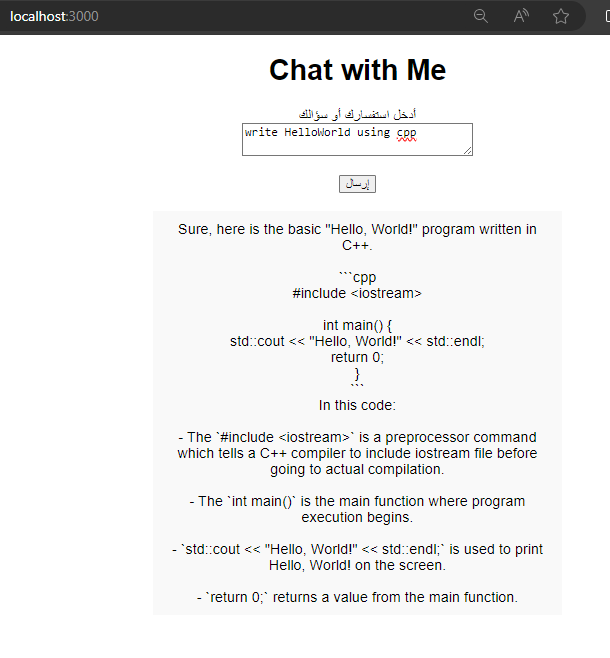 localhost:3000
Chat with Me
أدخل استفسارك أو سؤالك
write HelloWorld using cpp
إرسال
Sure, here is the basic "Hello, World!" program written in
C++.
```cpp
#include <iostream>
int main() {
std::cout << "Hello, World!" << std::endl;
return 0;
}
```
In this code:
- The `#include <iostream>` is a preprocessor command
which tells a C++ compiler to include iostream file before
going to actual compilation.
- The `int main()` is the main function where program
execution begins.
- `std::cout << "Hello, World!" << std::endl;` is used to print
Hello, World! on the screen.
- `return 0;` returns a value from the main function.